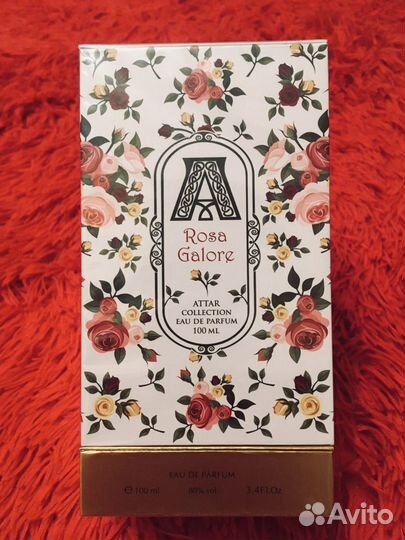 A
Rosa
Galore
ATTAR
COLLECTION
EAU DE PARFUM
100 ML
EAU DE PARFUM
℮ 100 ml 80% vol 3.4Fl.Oz
Avito